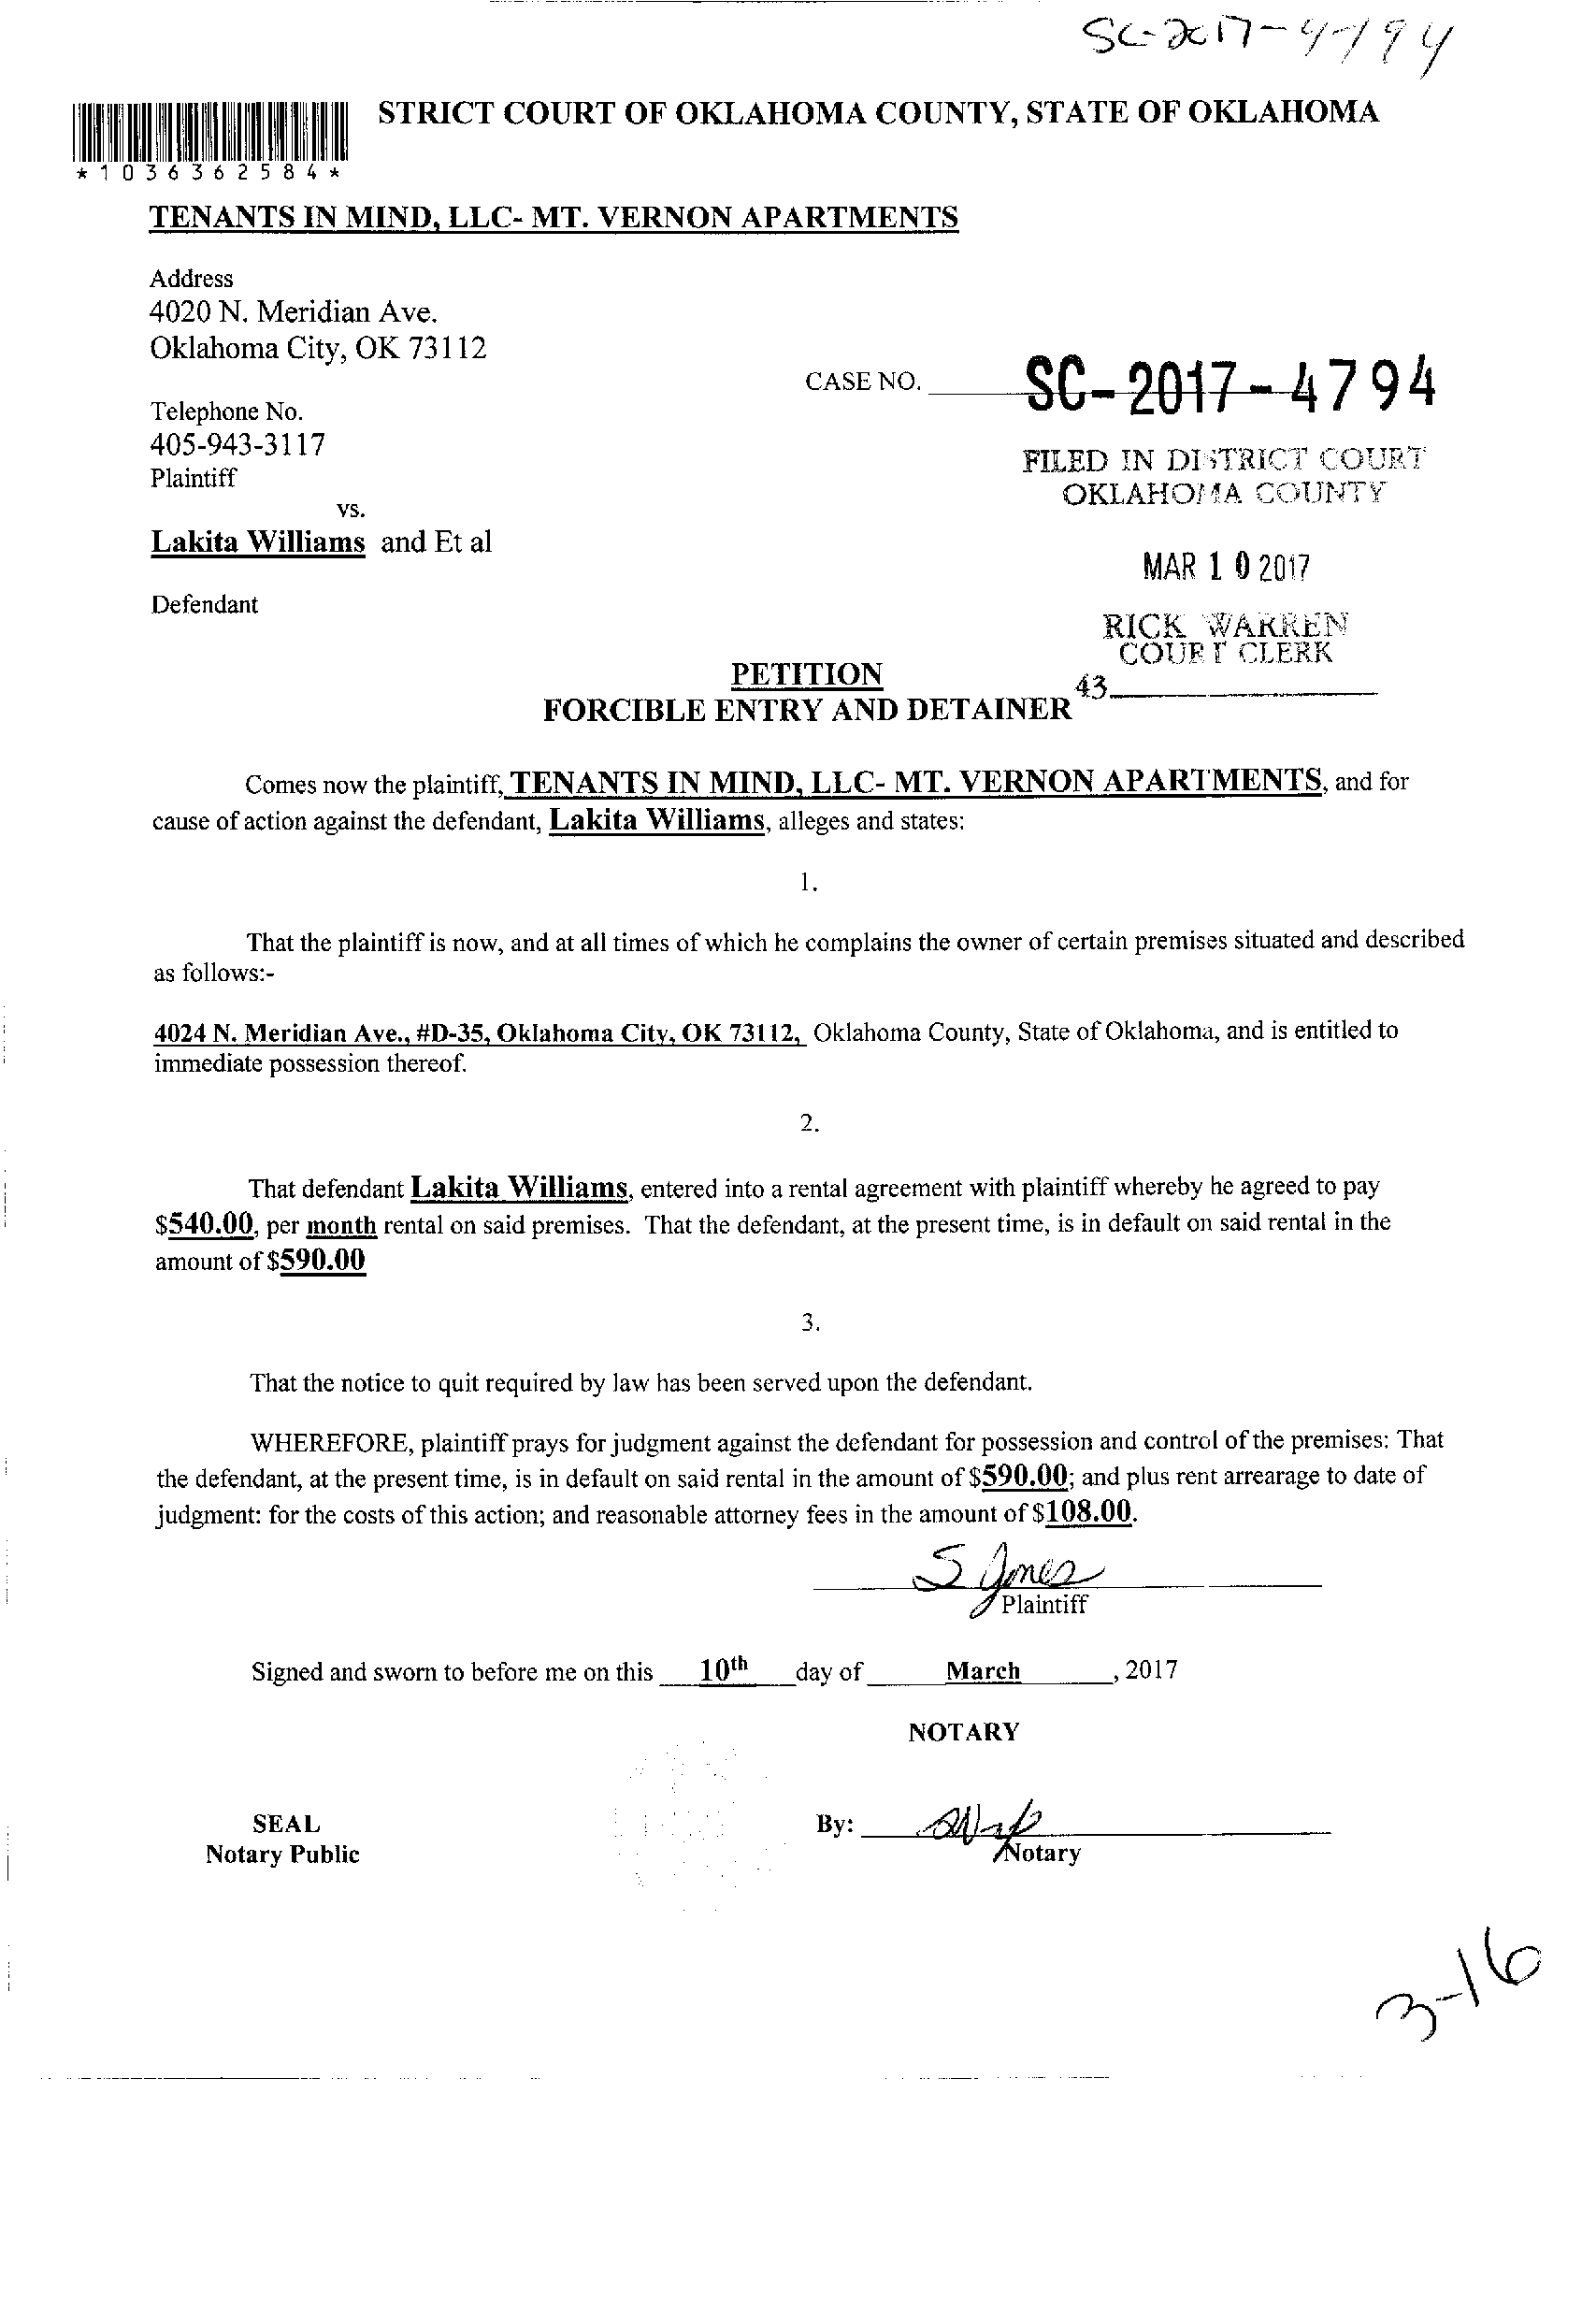 SC-2017-4794
STRICT COURT OF OKLAHOMA COUNTY, STATE OF OKLAHOMA
*1036362584*
TENANTS IN MIND, LLC- MT. VERNON APARTMENTS
Address
4020 N. Meridian Ave.
Oklahoma City, OK 73112
CASE NO. SC-2017-4794
Telephone No.
405-943-3117
Plaintiff
FILED IN DISTRICT COURT
OKLAHOMA COUNTY
vs.
Lakita Williams and Et al
MAR 10 2017
Defendant
RICK WARREN
COURT CLERK
PETITION
43
FORCIBLE ENTRY AND DETAINER
Comes now the plaintiff, TENANTS IN MIND, LLC- MT. VERNON APARTMENTS, and for
cause of action against the defendant, Lakita Williams, alleges and states:
1.
That the plaintiff is now, and at all times of which he complains the owner of certain premises situated and described
as follows:-
4024 N. Meridian Ave., #D-35, Oklahoma City, OK 73112, Oklahoma County, State of Oklahoma, and is entitled to
immediate possession thereof.
2.
That defendant Lakita Williams, entered into a rental agreement with plaintiff whereby he agreed to pay
$540.00, per month rental on said premises. That the defendant, at the present time, is in default on said rental in the
amount of $590.00
3.
That the notice to quit required by law has been served upon the defendant.
WHEREFORE, plaintiff prays for judgment against the defendant for possession and control of the premises: That
the defendant, at the present time, is in default on said rental in the amount of $590.00; and plus rent arrearage to date of
judgment: for the costs of this action; and reasonable attorney fees in the amount of $108.00.
S Jones
Plaintiff
Signed and sworn to before me on this 10th day of March, 2017
NOTARY
SEAL
By:
Notary Public
Notary
3-16